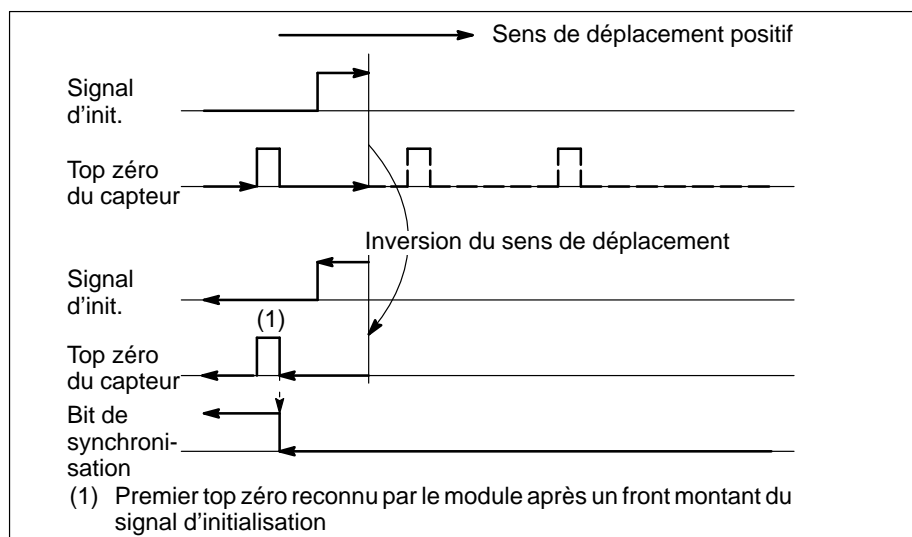 Sens de déplacement positif
Signal
d'init.
Top zéro
du capteur
Inversion du sens de déplacement
Signal
d'init.
(1)
Top zéro
du capteur
Bit de
synchroni-
sation
(1) Premier top zéro reconnu par le module après un front montant du
signal d'initialisation